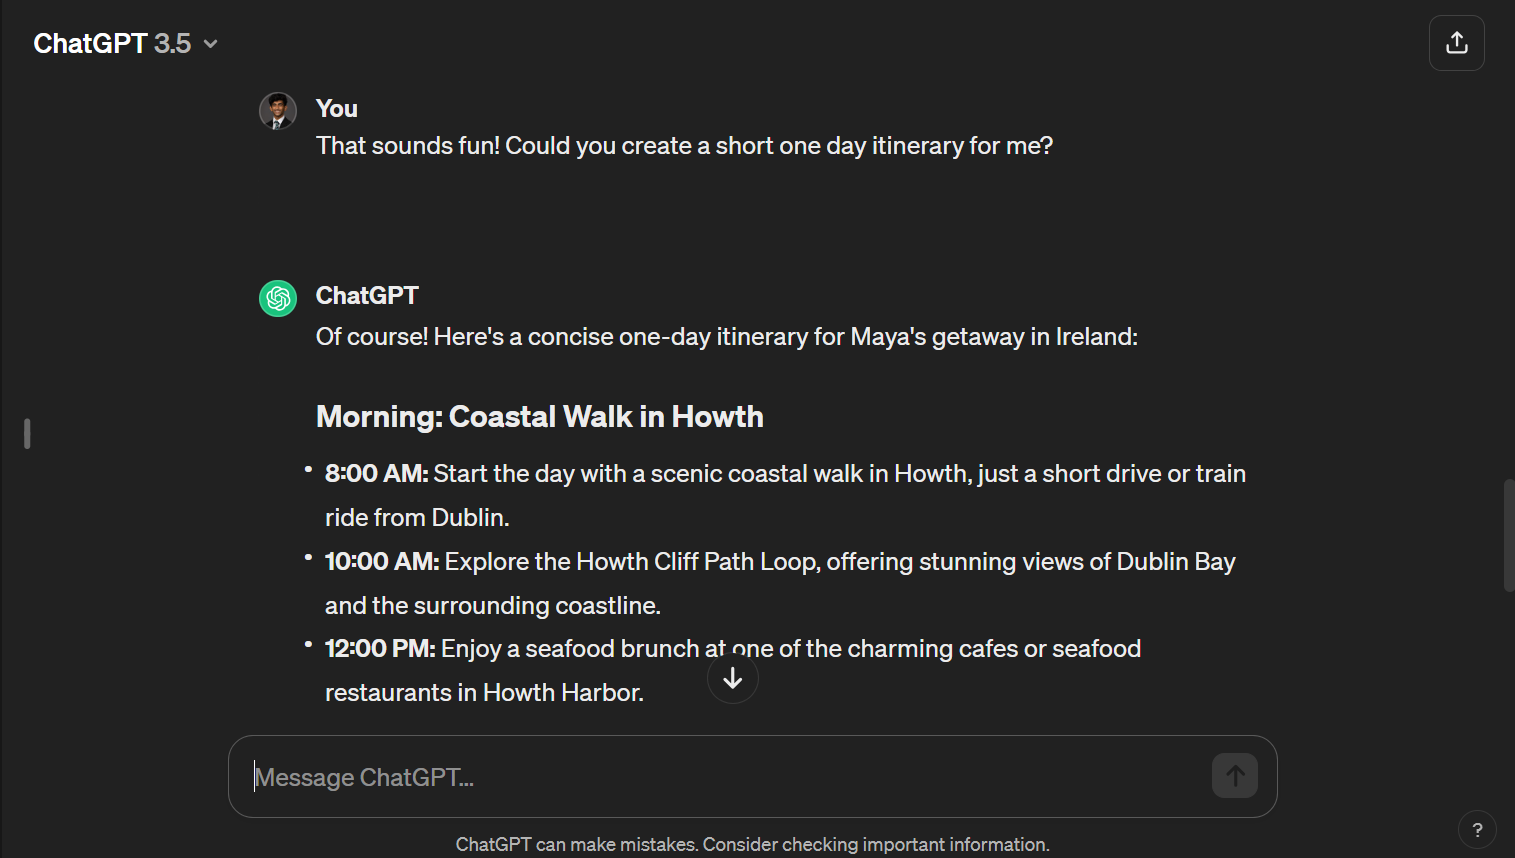 ChatGPT 3.5
You
That sounds fun! Could you create a short one day itinerary for me?
ChatGPT
Of course! Here's a concise one-day itinerary for Maya's getaway in Ireland:
Morning: Coastal Walk in Howth
• 8:00 AM: Start the day with a scenic coastal walk in Howth, just a short drive or train
ride from Dublin.
• 10:00 AM: Explore the Howth Cliff Path Loop, offering stunning views of Dublin Bay
and the surrounding coastline.
• 12:00 PM: Enjoy a seafood brunch at one of the charming cafes or seafood
restaurants in Howth Harbor.
Message ChatGPT...
ChatGPT can make mistakes. Consider checking important information.
?